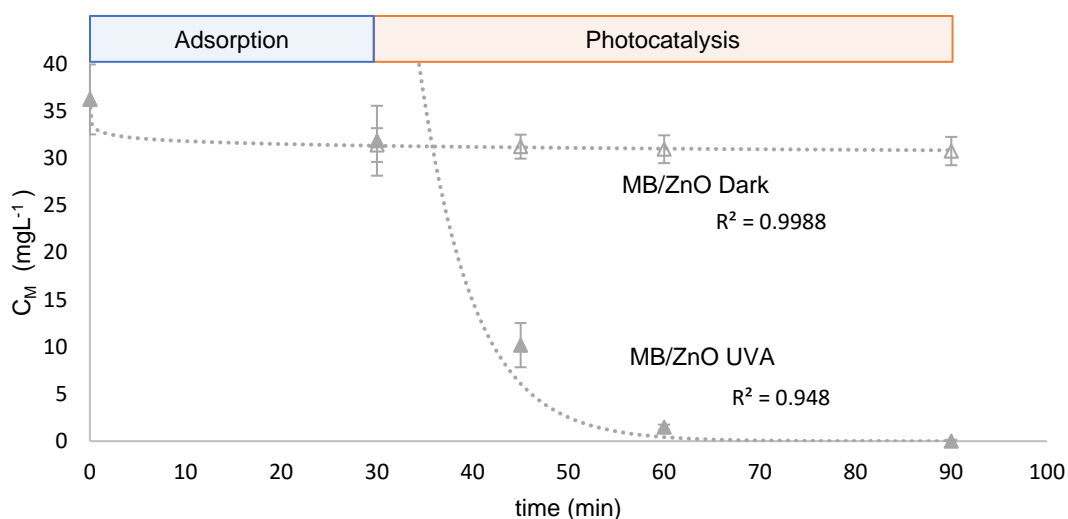 Adsorption
Photocatalysis
40
35
30
25
20
15
10
5
0
C_M (mgL⁻¹)
MB/ZnO Dark
R² = 0.9988
MB/ZnO UVA
R² = 0.948
0 10 20 30 40 50 60 70 80 90 100
time (min)